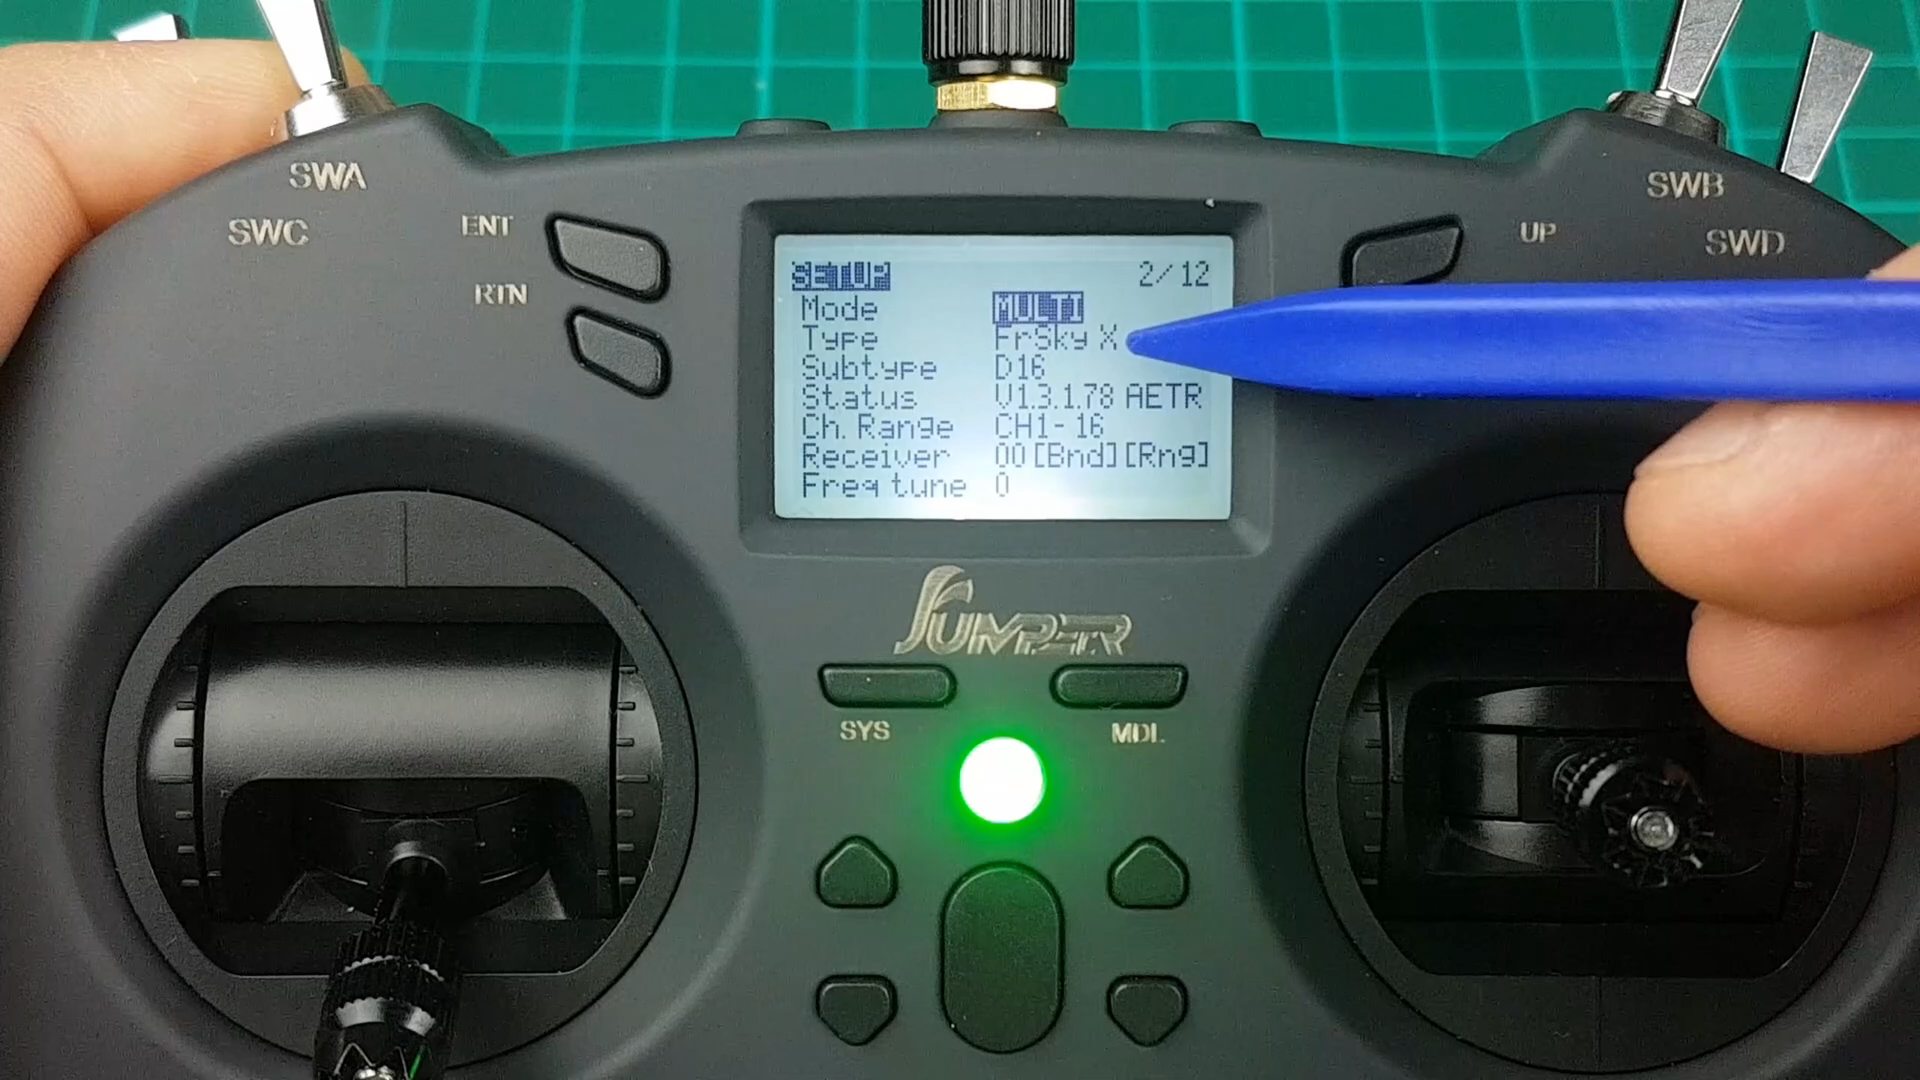 SWA
SWC
ENT
RTN
SWB
SWD
UP
SETUP 2/12
Mode MULTI
Type FrSky X
Subtype D16
Status V1.3.1.78 AETR
Ch. Range CH1-16
Receiver 00 [Bnd] [Rng]
Freq tune 0
JUMPER
SYS
MDL